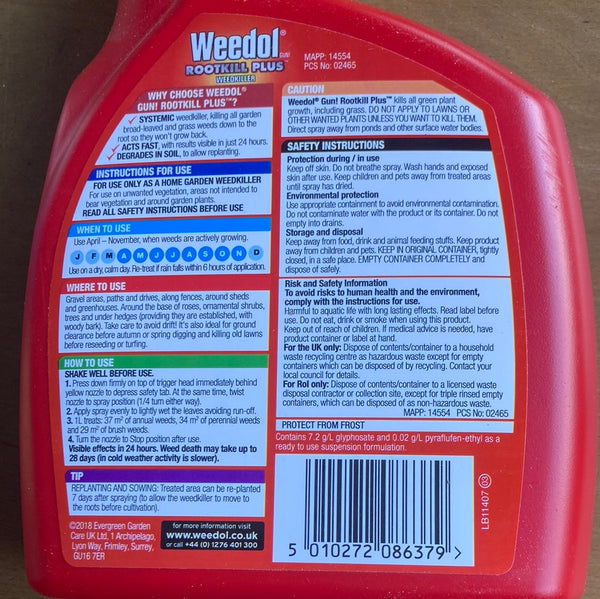 Weedol® GUN!
ROOTKILL PLUS™
WEEDKILLER
MAPP: 14554
PCS No: 02465
WHY CHOOSE WEEDOL®
GUN! ROOTKILL PLUS™?
✓ SYSTEMIC weedkiller, killing all garden
broad-leaved and grass weeds down to the
root so they won't grow back.
✓ ACTS FAST, with results visible in just 24 hours.
✓ DEGRADES IN SOIL, to allow replanting.
INSTRUCTIONS FOR USE
FOR USE ONLY AS A HOME GARDEN WEEDKILLER
For use on unwanted vegetation, areas not intended to
bear vegetation and around garden plants.
READ ALL SAFETY INSTRUCTIONS BEFORE USE
WHEN TO USE
Use April – November, when weeds are actively growing.
J F M A M J J A S O N D
Use on a dry, calm day. Re-treat if rain falls within 6 hours of application.
WHERE TO USE
Gravel areas, paths and drives, along fences, around sheds
and greenhouses. Around the base of roses, ornamental shrubs,
trees and under hedges (providing they are established, with
woody bark). Take care to avoid drift! It's also ideal for ground
clearance before autumn or spring digging and killing old lawns
before reseeding or turfing.
HOW TO USE
SHAKE WELL BEFORE USE.
1. Press down firmly on top of trigger head immediately behind
yellow nozzle to depress safety tab. At the same time, twist
nozzle to spray position (1/4 turn either way).
2. Apply spray evenly to lightly wet the leaves avoiding run-off.
3. 1L treats: 37 m² of annual weeds, 34 m² of perennial weeds
and 29 m² of brush weeds.
4. Turn the nozzle to Stop position after use.
Visible effects in 24 hours. Weed death may take up to
28 days (in cold weather activity is slower).
TIP
REPLANTING AND SOWING: Treated area can be re-planted
7 days after spraying (to allow the weedkiller to move to
the roots before cultivation).
©2018 Evergreen Garden
Care UK Ltd, 1 Archipelago,
Lyon Way, Frimley, Surrey,
GU16 7ER
for more information visit
www.weedol.co.uk
or call +44 (0) 1276 401 300
CAUTION
Weedol® Gun! Rootkill Plus™ kills all green plant
growth, including grass. DO NOT APPLY TO LAWNS OR
OTHER WANTED PLANTS UNLESS YOU WANT TO KILL THEM.
Direct spray away from ponds and other surface water bodies.
SAFETY INSTRUCTIONS
Protection during / in use
Keep off skin. Do not breathe spray. Wash hands and exposed
skin after use. Keep children and pets away from treated areas
until spray has dried.
Environmental protection
Use appropriate containment to avoid environmental contamination.
Do not contaminate water with the product or its container. Do not
empty into drains.
Storage and disposal
Keep away from food, drink and animal feeding stuffs. Keep product
away from children and pets. KEEP IN ORIGINAL CONTAINER, tightly
closed, in a safe place. EMPTY CONTAINER COMPLETELY and
dispose of safely.
Risk and Safety Information
To avoid risks to human health and the environment,
comply with the instructions for use.
Harmful to aquatic life with long lasting effects. Read label before
use. Do not eat, drink or smoke when using this product.
Keep out of reach of children. If medical advice is needed, have
product container or label at hand.
For the UK only: Dispose of contents/container to a household
waste recycling centre as hazardous waste except for empty
containers which can be disposed of by recycling. Contact your
local council for details.
For RoI only: Dispose of contents/container to a licensed waste
disposal contractor or collection site, except for triple rinsed empty
containers, which can be disposed of as non-hazardous waste.
MAPP: 14554 PCS No: 02465
PROTECT FROM FROST
Contains 7.2 g/L glyphosate and 0.02 g/L pyraflufen-ethyl as a
ready to use suspension formulation.
5 010272 086379 >
LB11407 03